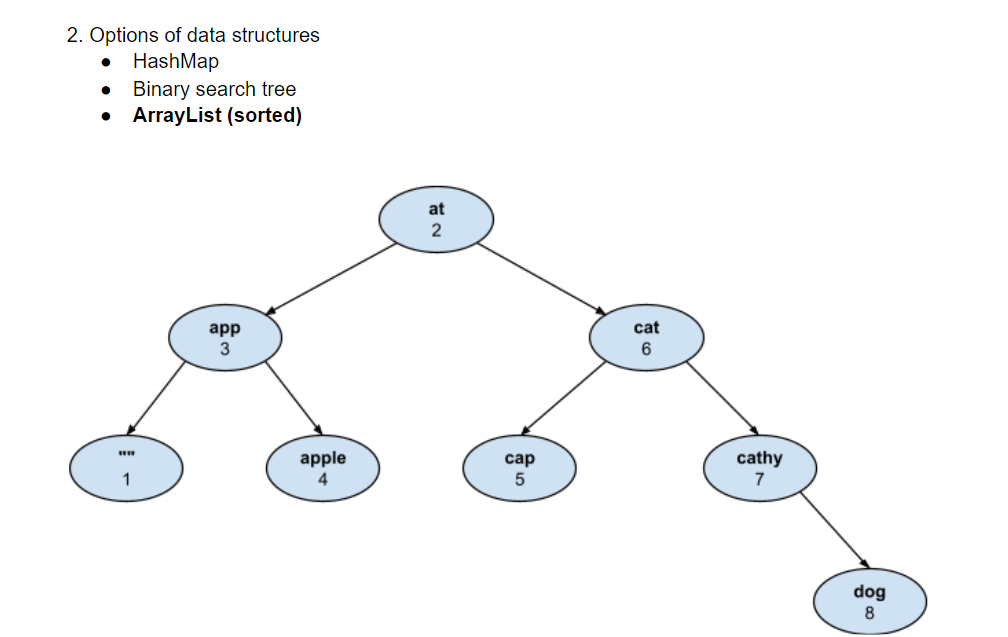 2. Options of data structures
● HashMap
● Binary search tree
● ArrayList (sorted)
at
2
app
3
cat
6
""
1
apple
4
cap
5
cathy
7
dog
8